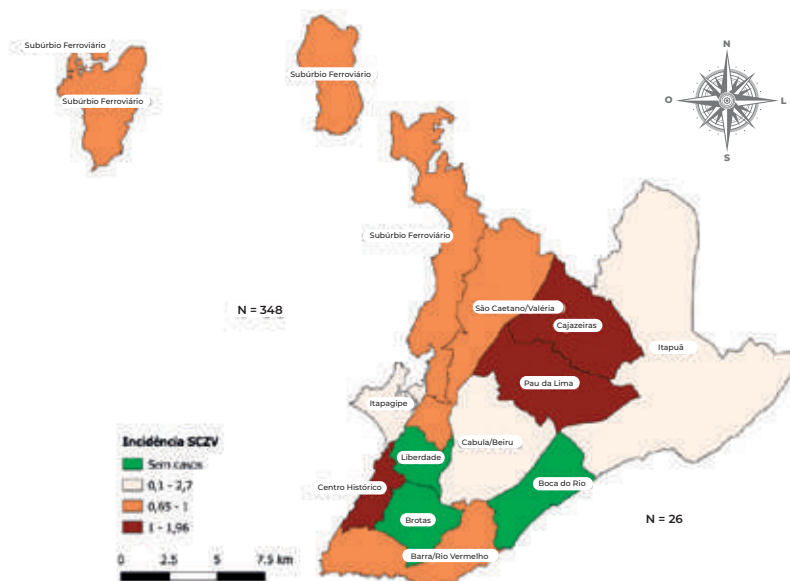 Subúrbio Ferroviário
Subúrbio Ferroviário
Subúrbio Ferroviário
N
O
L
S
Subúrbio Ferroviário
N = 348
São Caetano/Valéria
Cajazeiras
Itapuã
Pau da Lima
Itapagipe
Cabula/Beiru
Liberdade
Centro Histórico
Boca do Rio
Brotas
N = 26
Barra/Rio Vermelho
Incidência SCZV
Sem casos
0,1 - 2,7
0,65 - 1
1 - 1,96
0 2.5 5 7.5 km